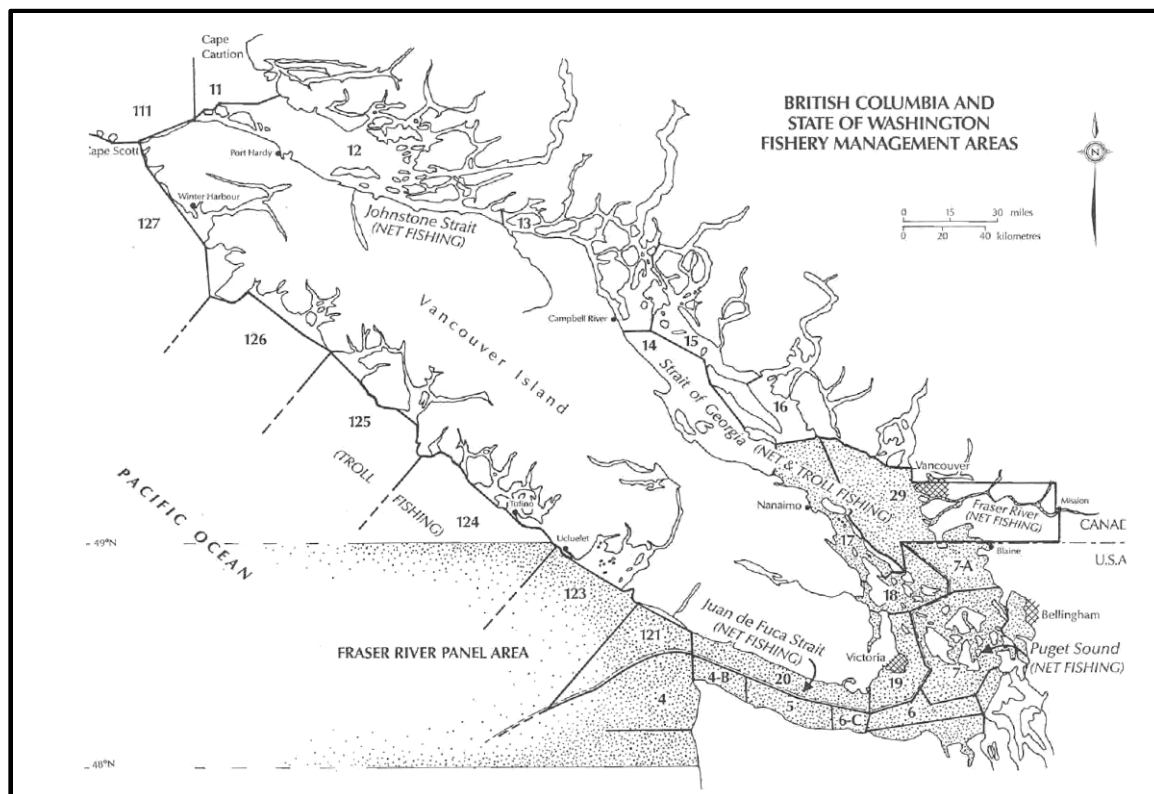 Cape
Caution
11
111
Cape Scott
Port Hardy
12
BRITISH COLUMBIA AND
STATE OF WASHINGTON
FISHERY MANAGEMENT AREAS
N
0 15 30 miles
0 20 40 kilometres
Winter Harbour
127
Johnstone Strait
(NET FISHING)
13
Vancouver Island
Campbell River
126
14
15
Strait of Georgia
(NET & TROLL FISHING)
16
125
(TROLL FISHING)
PACIFIC OCEAN
124
Tofino
Nanaimo
29
Vancouver
Mission
Fraser River
(NET FISHING)
CANAD
49°N
Ucluelet
17
Blaine
U.S.A
7-A
123
18
Juan de Fuca Strait
(NET FISHING)
Bellingham
121
FRASER RIVER PANEL AREA
Victoria
Puget Sound
(NET FISHING)
4-B
20
19
7
4
5
6-C
6
48°N